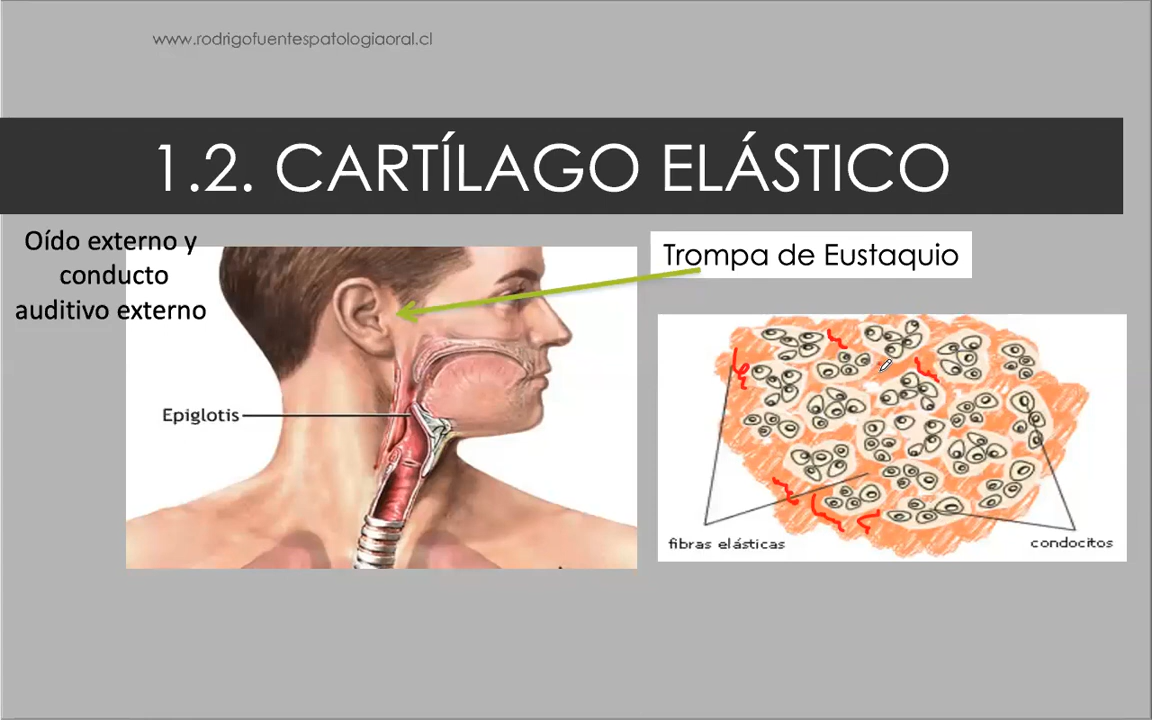 www.rodrigofuentespatologiaoral.cl
1.2. CARTÍLAGO ELÁSTICO
Oído externo y
conducto
auditivo externo
Trompa de Eustaquio
Epiglotis
fibras elásticas
condocitos